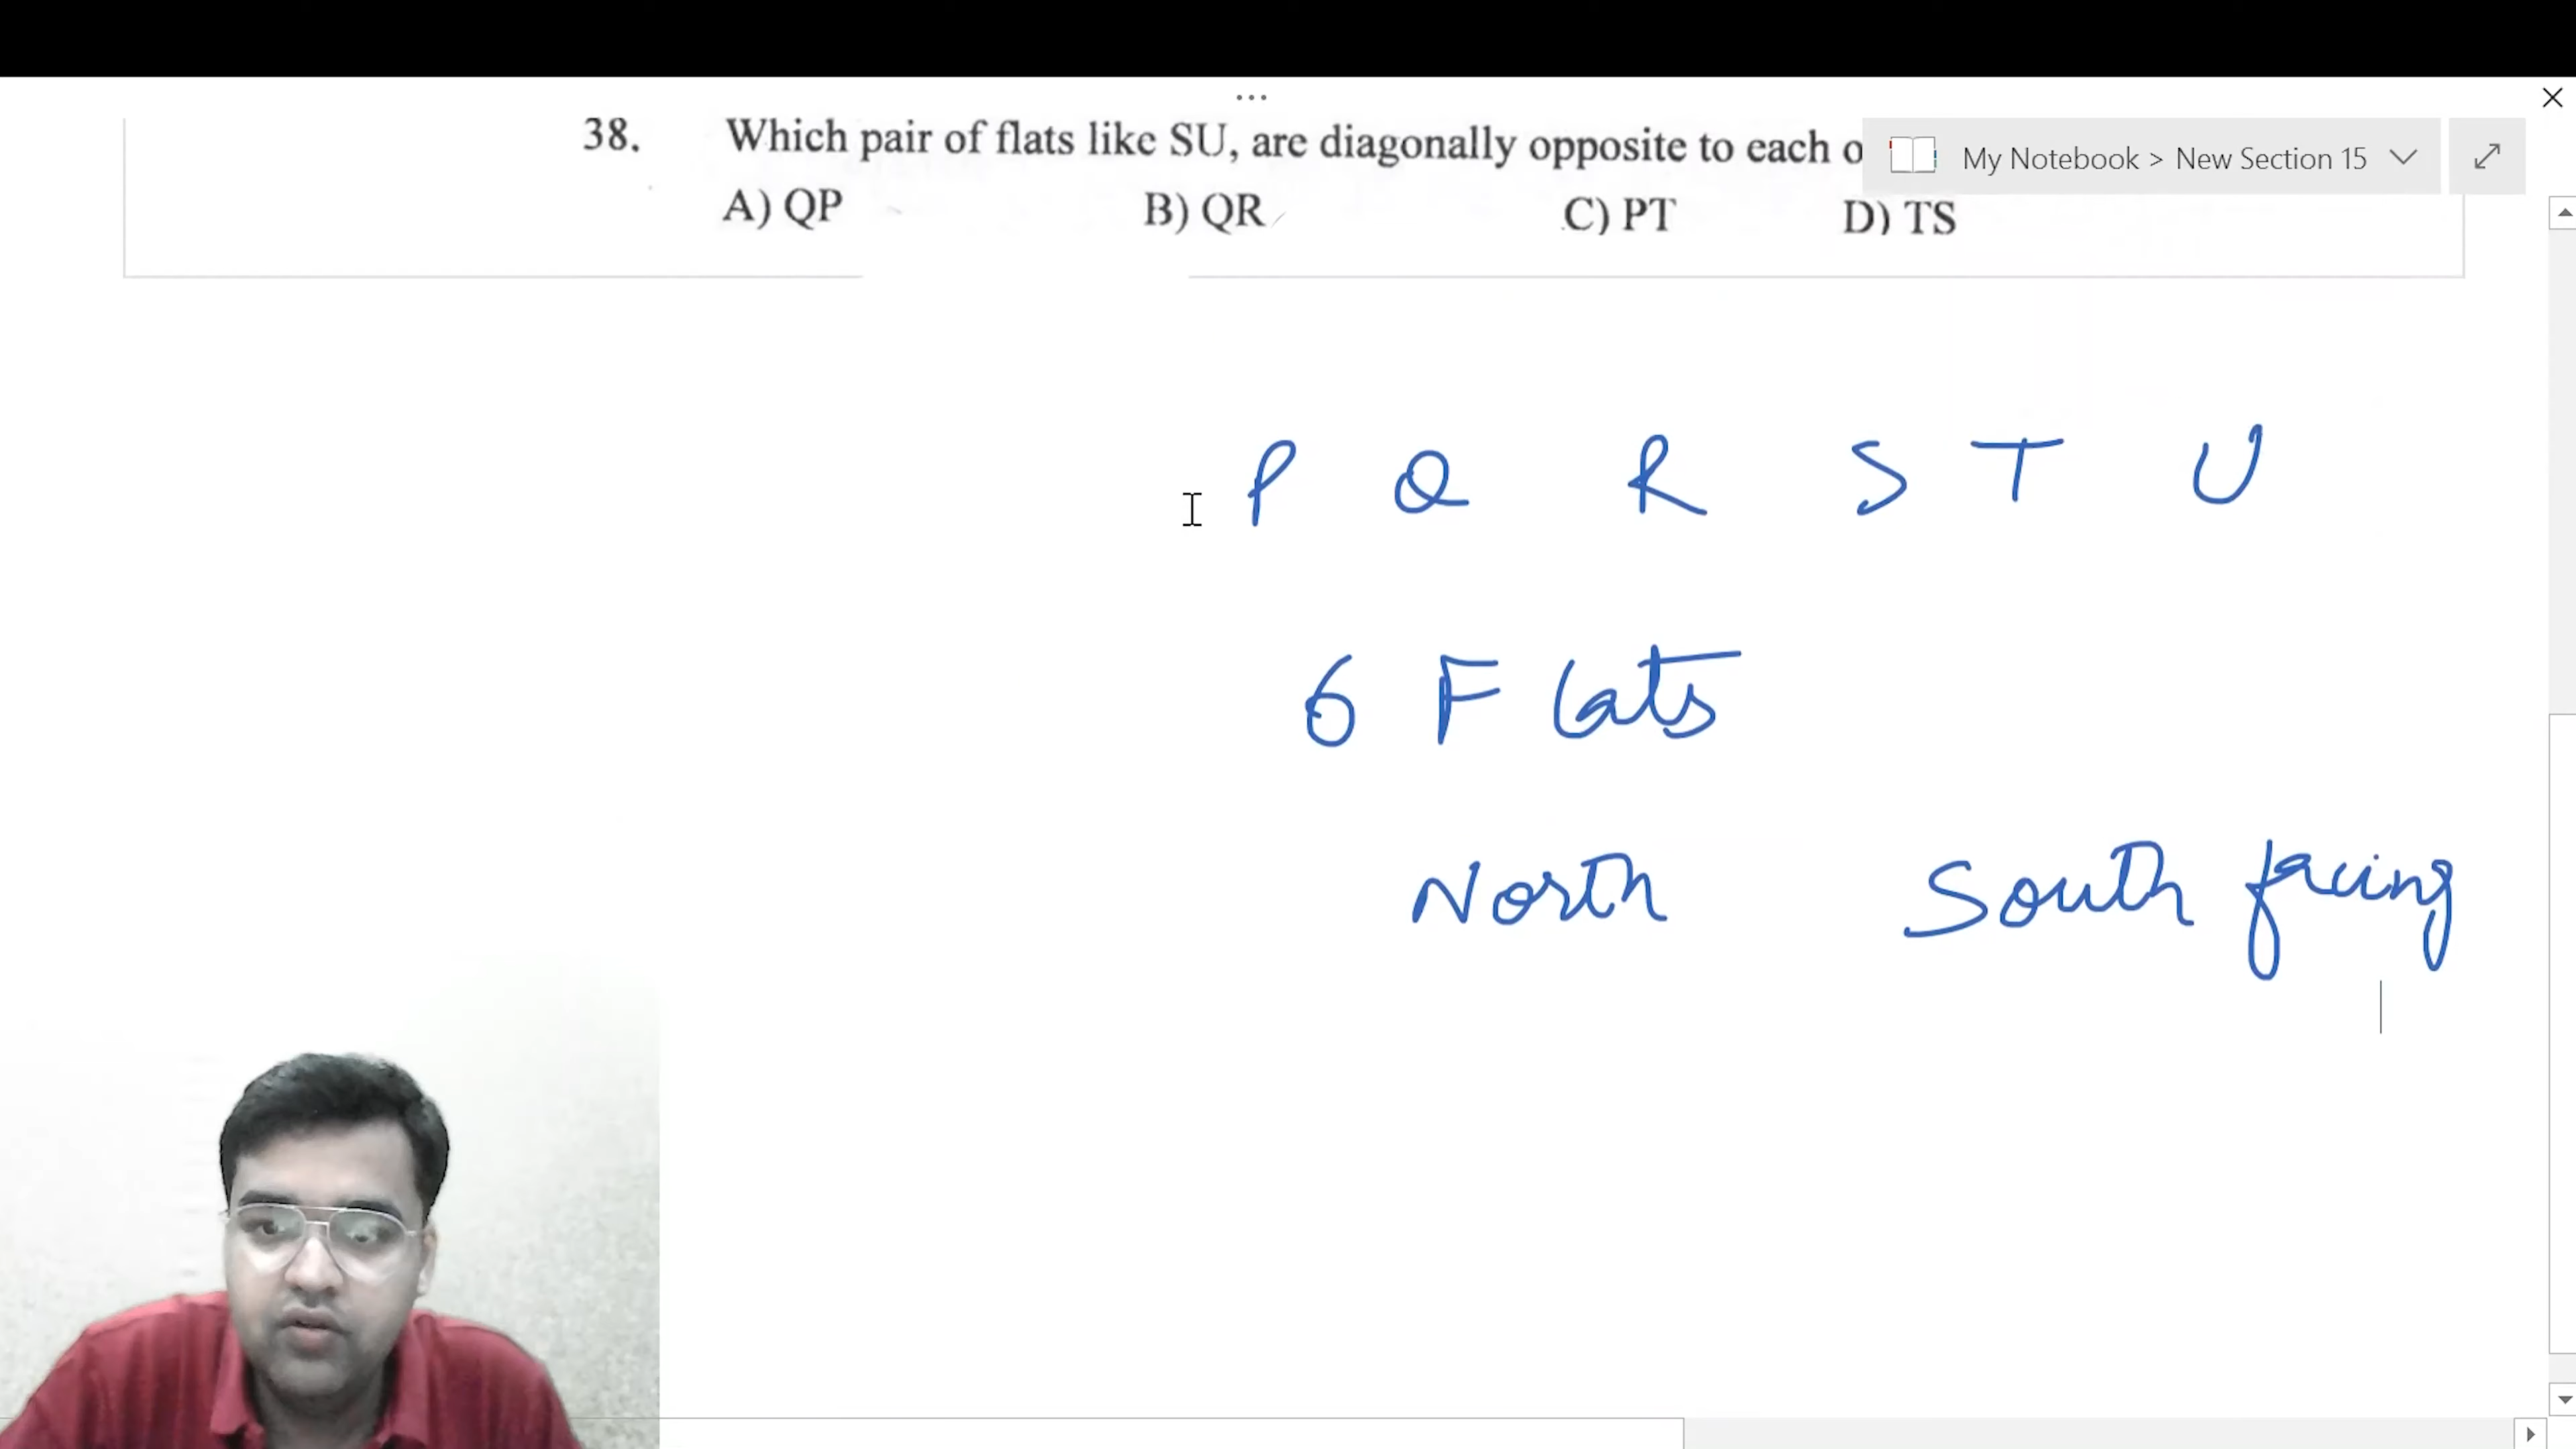 38. Which pair of flats like SU, are diagonally opposite to each o
My Notebook > New Section 15
A) QP B) QR C) PT D) TS
P Q R S T U
6 Flats
North South facing